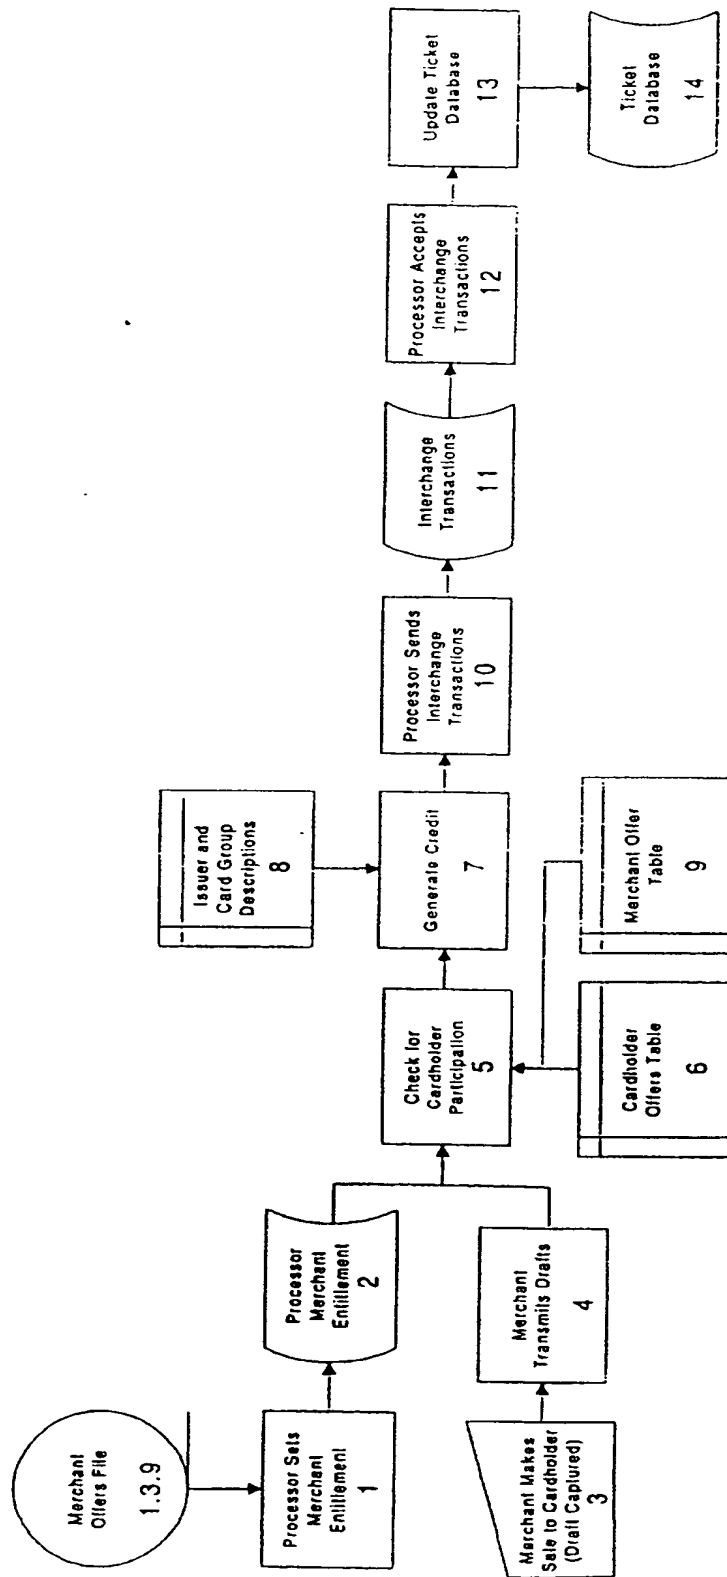 Merchant
Offers File
1.3.9
Processor Sets
Merchant
Entitlement
1
Processor
Merchant
Entitlement
2
Merchant Makes
Sale to Cardholder
(Draft Captured)
3
Merchant
Transmits Drafts
4
Check for
Cardholder
Participation
5
Cardholder
Offers Table
6
Generate Credit
7
Issuer and
Card Group
Descriptions
8
Merchant Offer
Table
9
Processor Sends
Interchange
Transactions
10
Interchange
Transactions
11
Processor Accepts
Interchange
Transactions
12
Update Ticket
Database
13
Ticket
Database
14